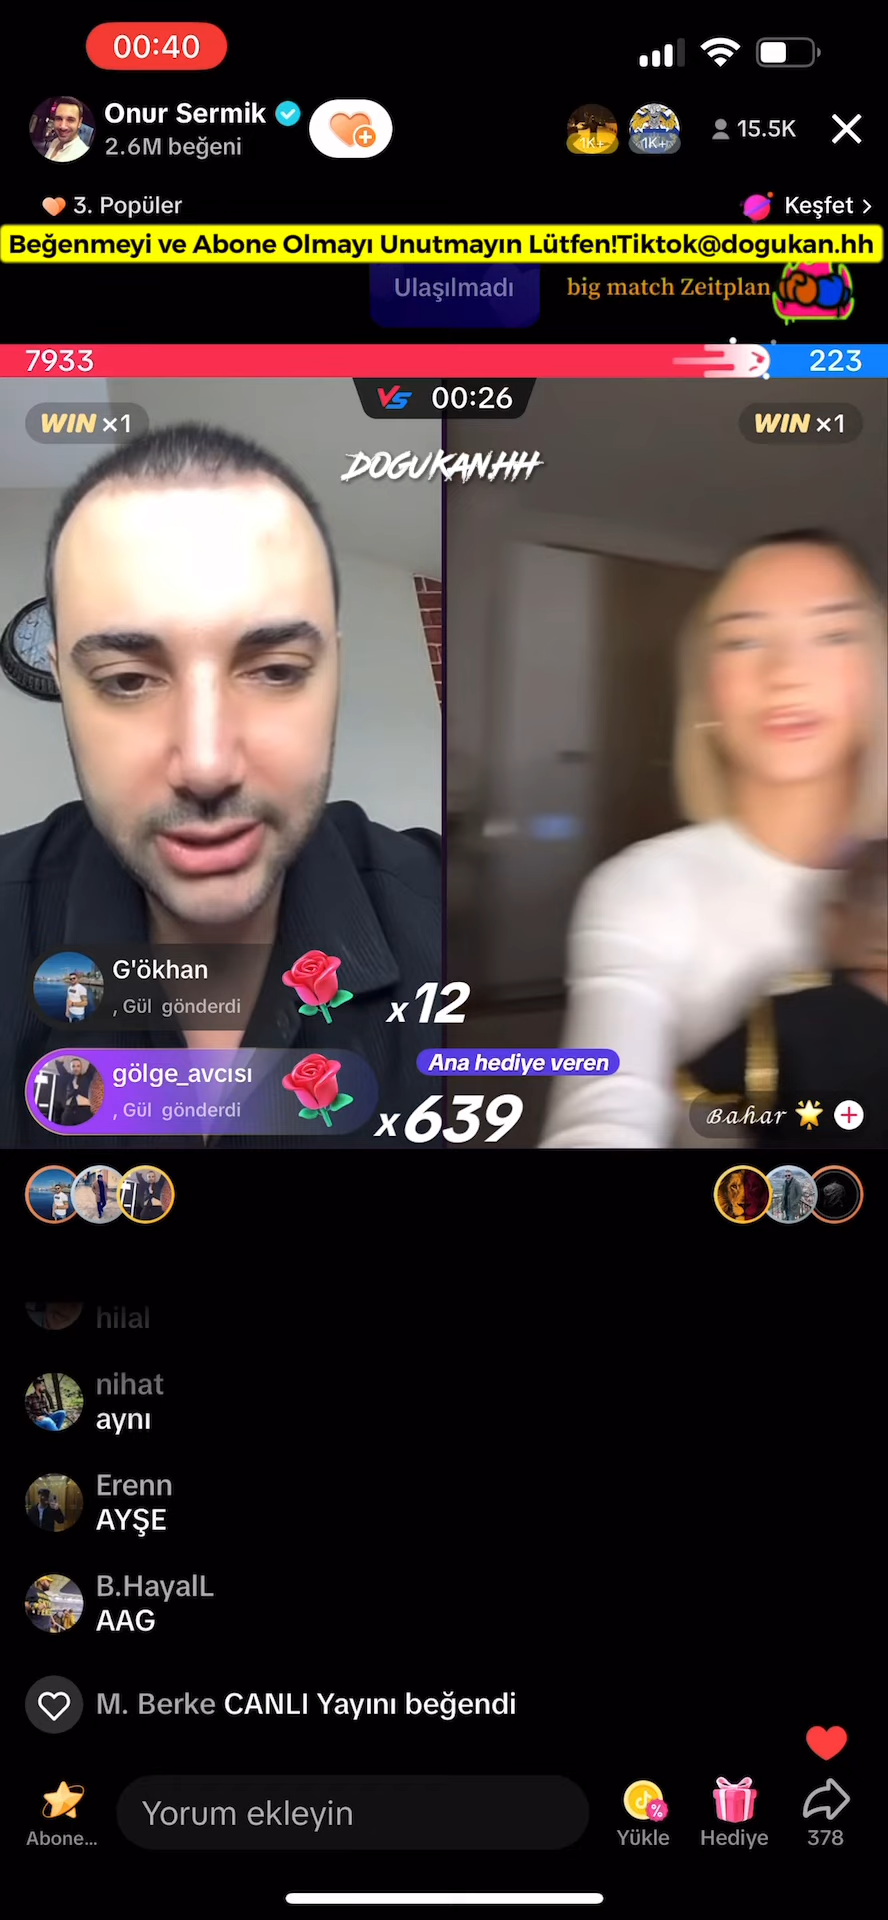 00:40
Onur Sermik
2.6M beğeni
1K+
1K+
15.5K
3. Popüler
Keşfet >
Beğenmeyi ve Abone Olmayı Unutmayın Lütfen!Tiktok@dogukan.hh
Ulaşılmadı
big match Zeitplan
7933
223
VS 00:26
WIN x1
WIN x1
DOGUKAN.HH
G'ökhan
, Gül gönderdi
x12
Ana hediye veren
gölge_avcısı
, Gül gönderdi
x639
Bahar
hilal
nihat
aynı
Erenn
AYŞE
B.HayalL
AAG
M. Berke CANLI Yayını beğendi
Abone...
Yorum ekleyin
Yükle
Hediye
378